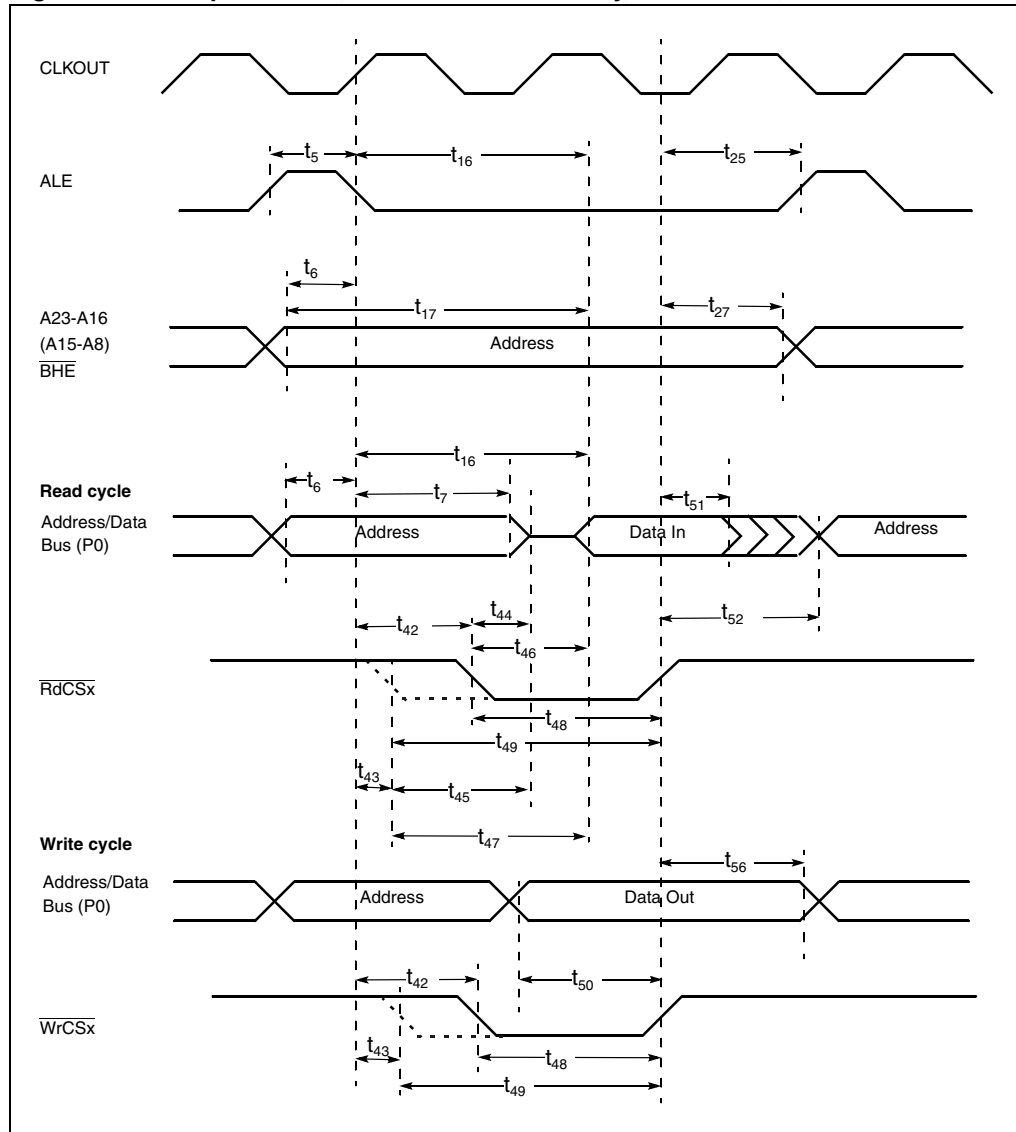 CLKOUT
t5
t16
t25
ALE
t6
t17
t27
A23-A16
(A15-A8)
BHE
Address
t16
t6
t7
t51
Read cycle
Address/Data
Bus (P0)
Address
Data In
Address
t42
t44
t52
t46
RdCSx
t48
t49
t43
t45
t47
Write cycle
t56
Address/Data
Bus (P0)
Address
Data Out
t42
t50
WrCSx
t43
t48
t49